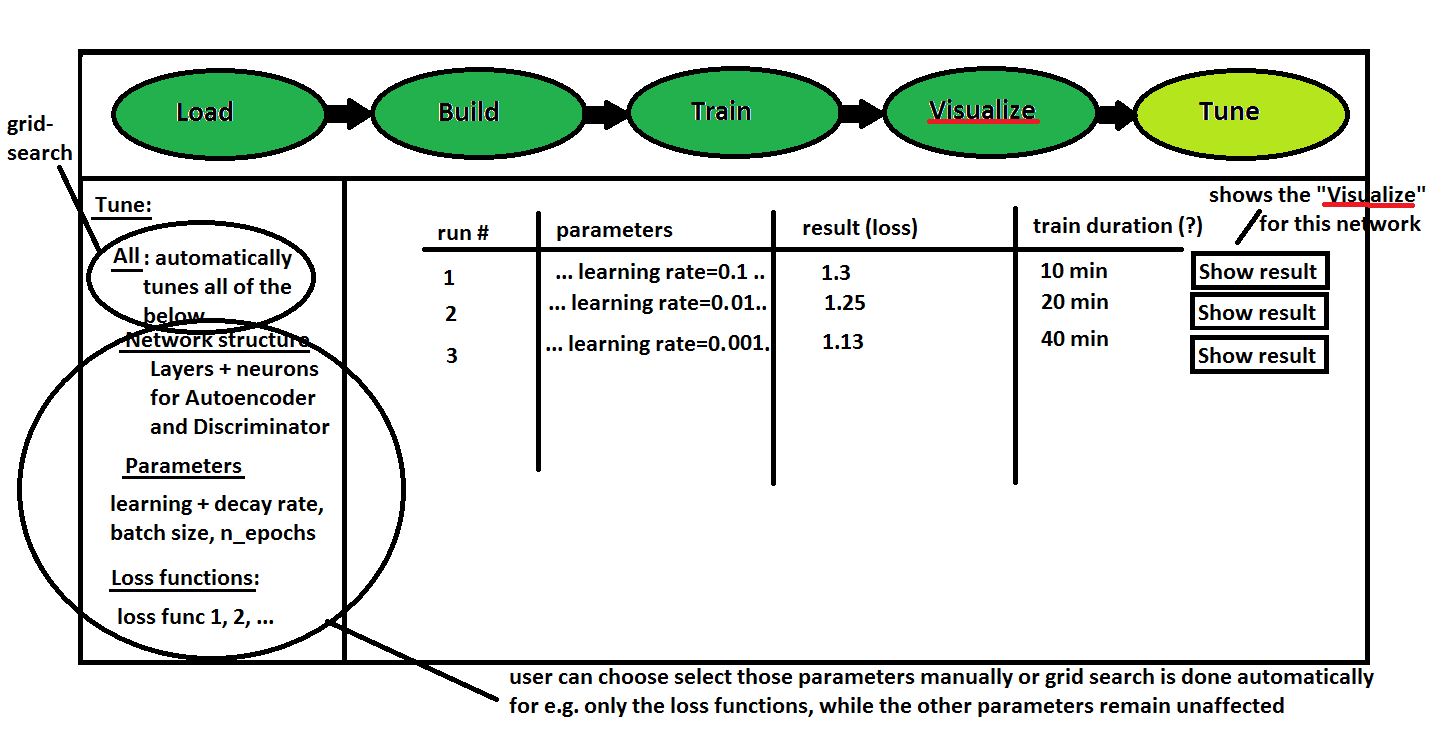 Load
Build
Train
Visualize
Tune
grid-
search
Tune:
All : automatically
tunes all of the
below
Network structure
Layers + neurons
for Autoencoder
and Discriminator
Parameters
learning + decay rate,
batch size, n_epochs
Loss functions:
loss func 1, 2, ...
shows the "Visualize"
for this network
run # parameters result (loss) train duration (?)
1 ... learning rate=0.1 .. 1.3 10 min Show result
2 ... learning rate=0.01.. 1.25 20 min Show result
3 ... learning rate=0.001. 1.13 40 min Show result
user can choose select those parameters manually or grid search is done automatically
for e.g. only the loss functions, while the other parameters remain unaffected